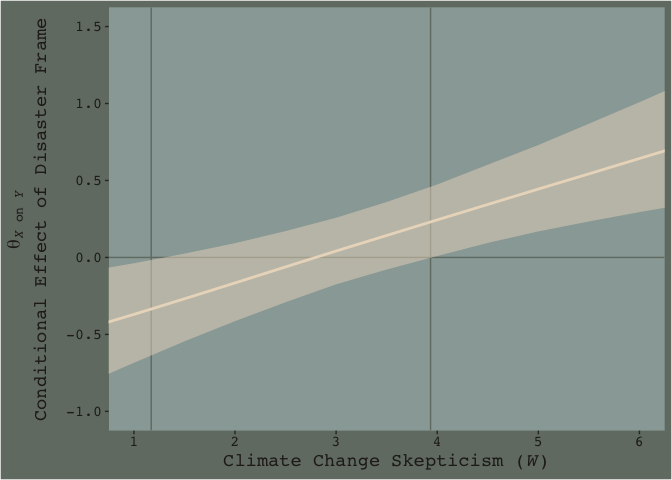 θX on Y
Conditional Effect of Disaster Frame
1.5
1.0
0.5
0.0
−0.5
−1.0
1 2 3 4 5 6
Climate Change Skepticism (W)